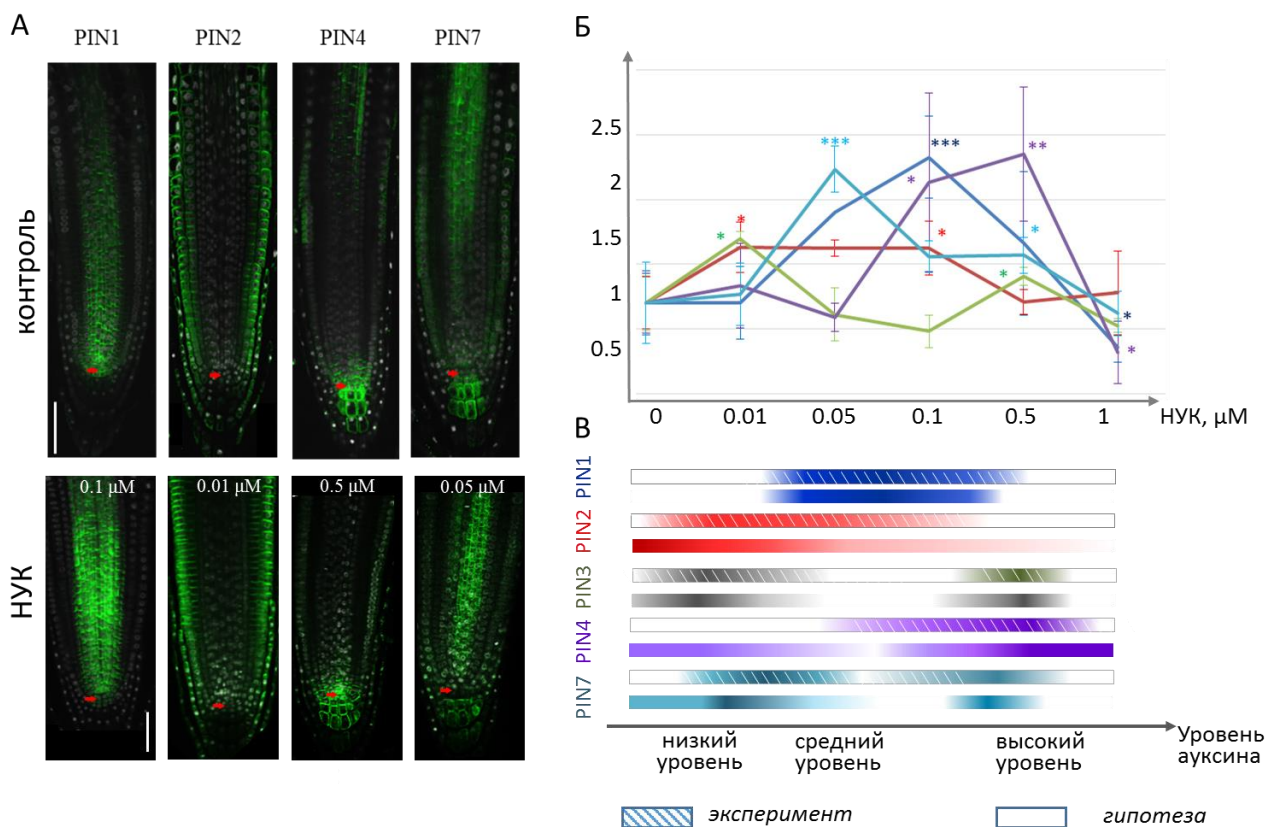 А
PIN1 PIN2 PIN4 PIN7
контроль
НУК
0.1 μM 0.01 μM 0.5 μM 0.05 μM
Б
2.5
2
1.5
1
0.5
*** *** **
* * * * * *
* * *
0 0.01 0.05 0.1 0.5 1 НУК, μM
В
PIN1
PIN2
PIN3
PIN4
PIN7
низкий уровень
средний уровень
высокий уровень
Уровень ауксина
эксперимент
гипотеза